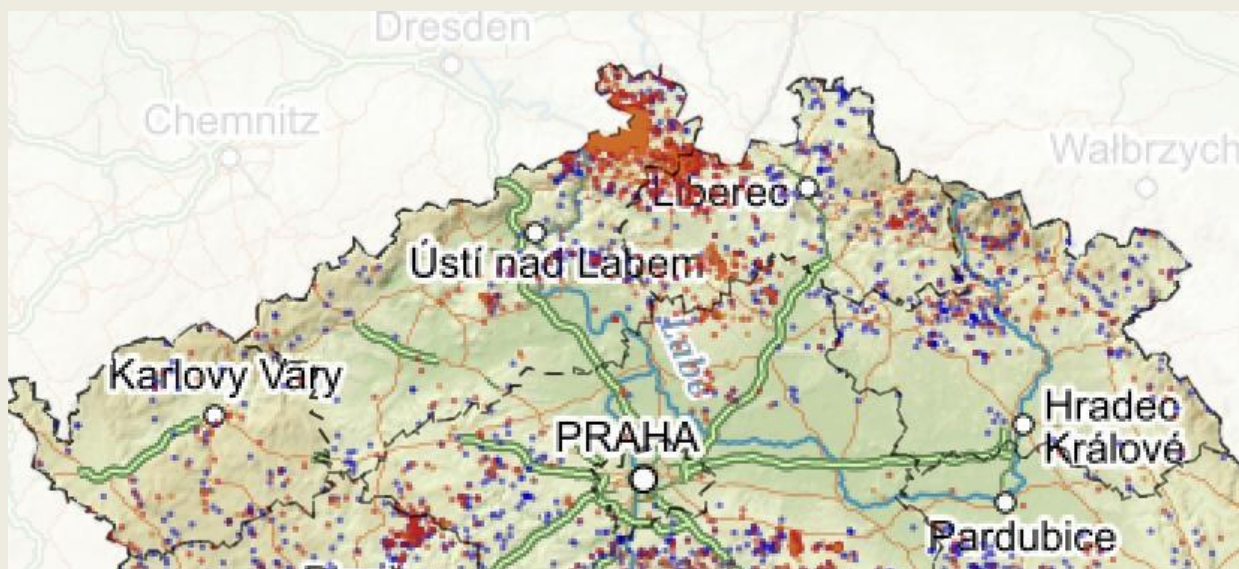 Dresden
Chemnitz
Wałbrzych
Liberec
Ústí nad Labem
Labe
Karlovy Vary
Hradec
Králové
PRAHA
Pardubice